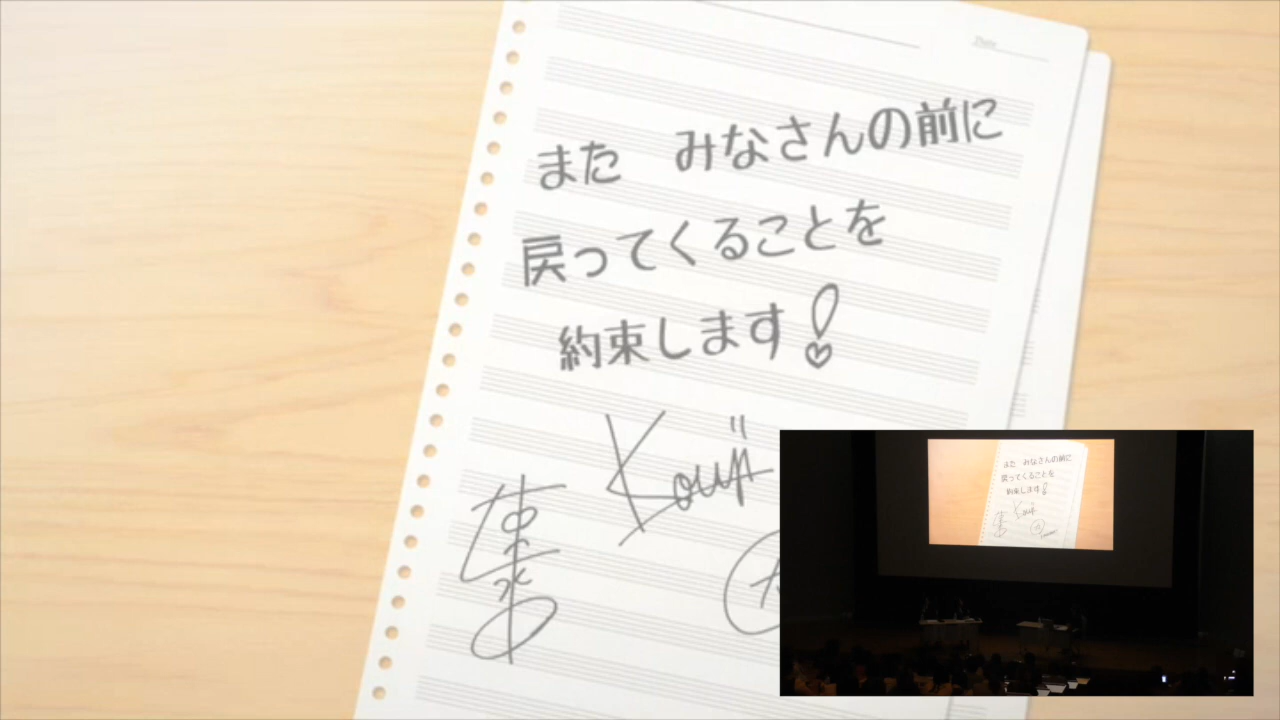 また みなさんの前に
戻ってくることを
約束します!
Kouji